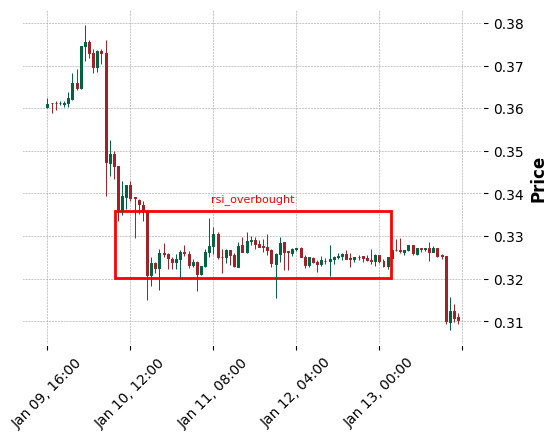 0.38
0.37
0.36
0.35
0.34
0.33
0.32
0.31
Price
rsi_overbought
Jan 09, 16:00
Jan 10, 12:00
Jan 11, 08:00
Jan 12, 04:00
Jan 13, 00:00